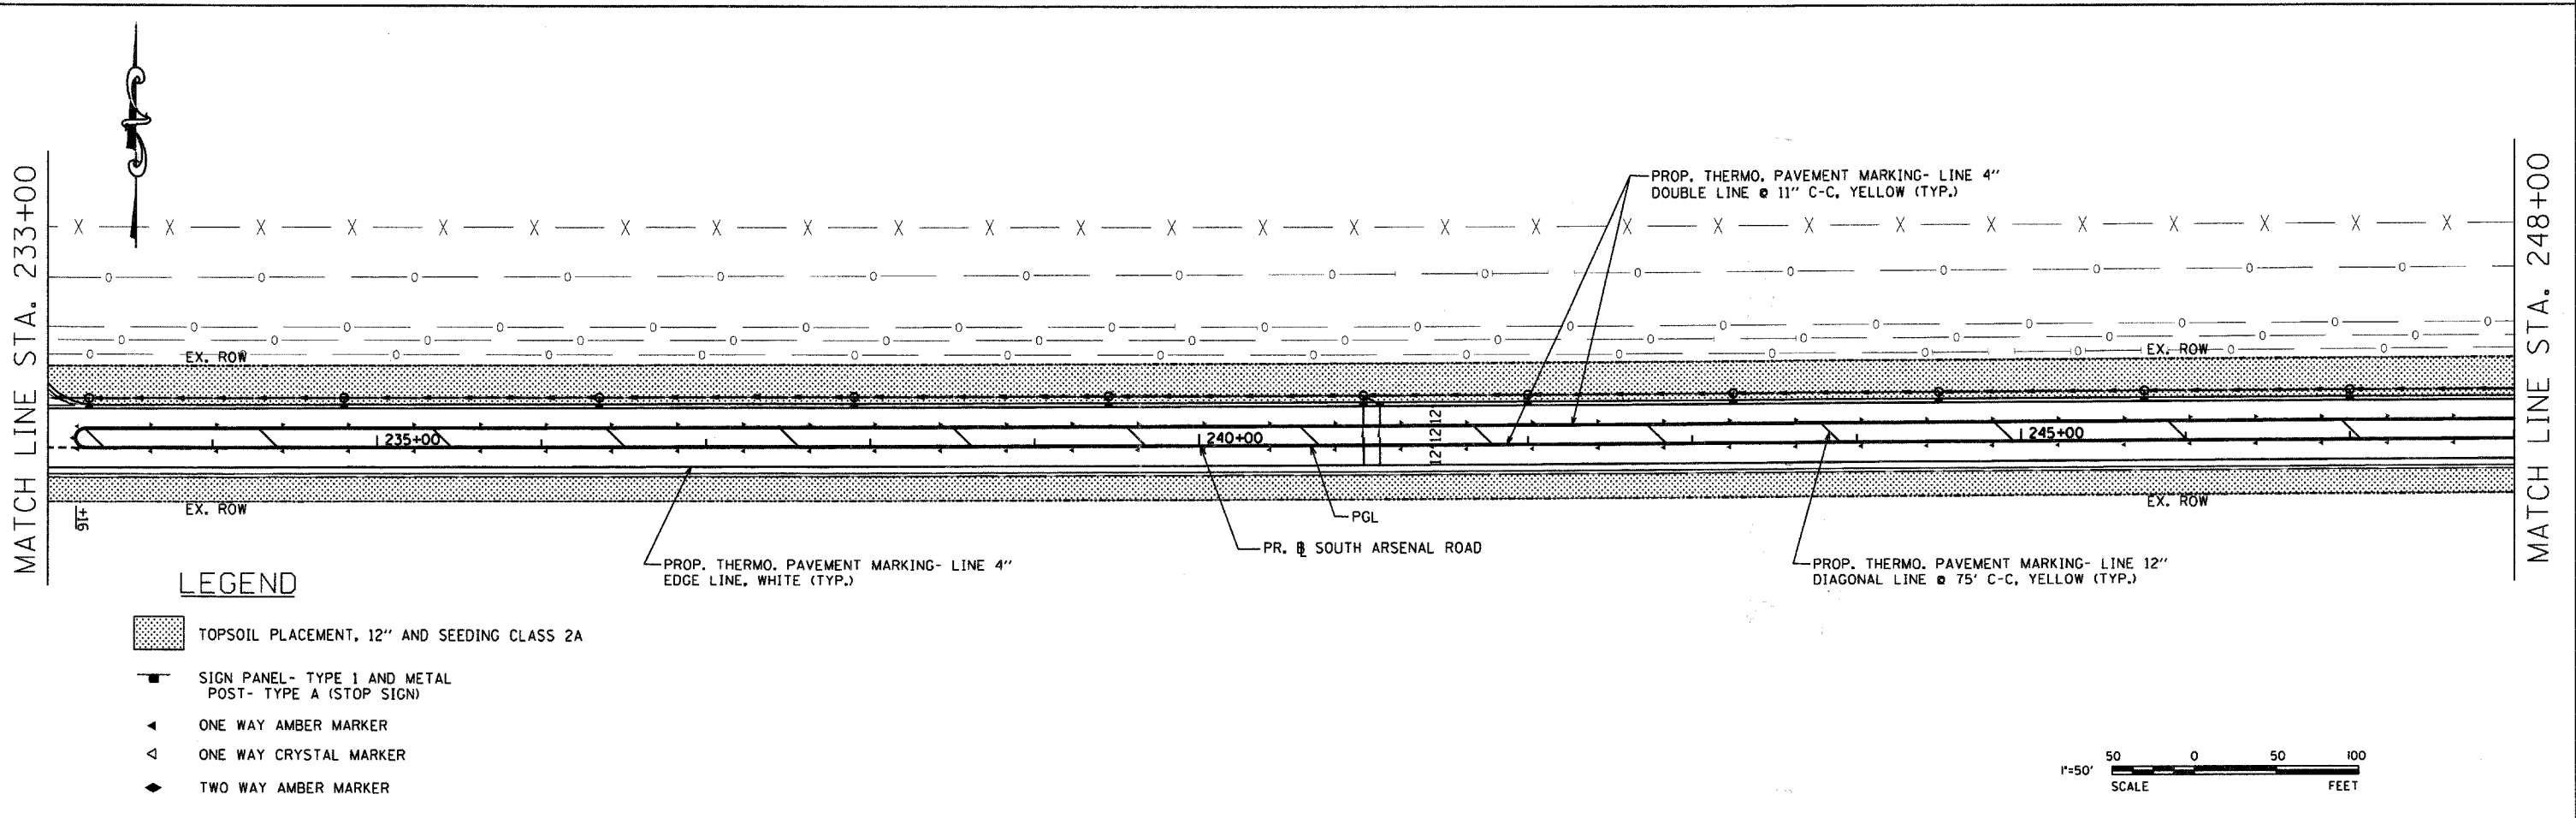 MATCH LINE STA. 233+00
MATCH LINE STA. 248+00
PROP. THERMO. PAVEMENT MARKING- LINE 4"
DOUBLE LINE @ 11" C-C, YELLOW (TYP.)
EX. ROW
EX. ROW
235+00
240+00
12'12'12'
245+00
EX. ROW
EX. ROW
+16
PGL
PR. ℄ SOUTH ARSENAL ROAD
PROP. THERMO. PAVEMENT MARKING- LINE 4"
EDGE LINE, WHITE (TYP.)
PROP. THERMO. PAVEMENT MARKING- LINE 12"
DIAGONAL LINE @ 75' C-C, YELLOW (TYP.)
LEGEND
TOPSOIL PLACEMENT, 12" AND SEEDING CLASS 2A
SIGN PANEL- TYPE 1 AND METAL
POST- TYPE A (STOP SIGN)
ONE WAY AMBER MARKER
ONE WAY CRYSTAL MARKER
TWO WAY AMBER MARKER
1"=50'
50 0 50 100
SCALE FEET